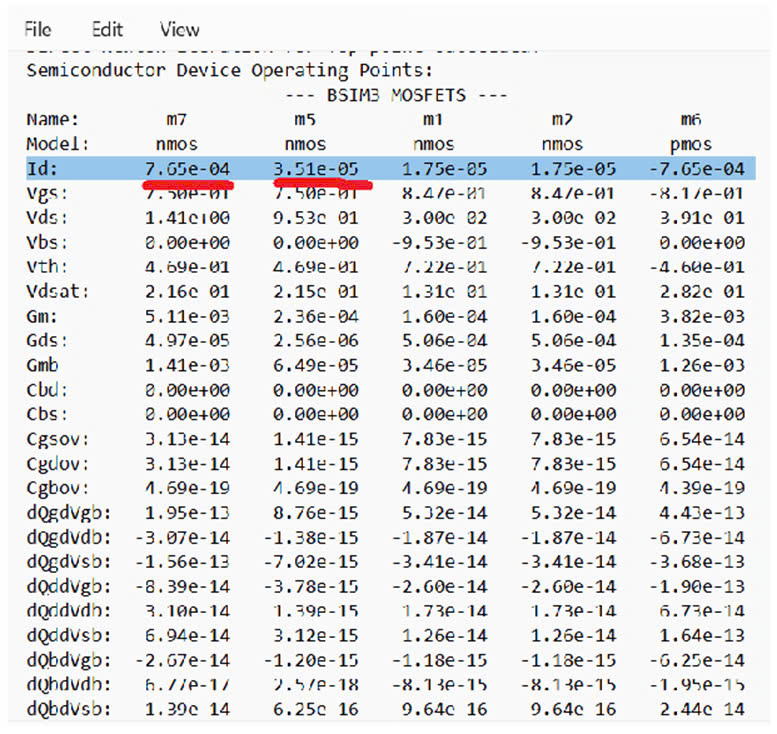 File Edit View
Semiconductor Device Operating Points:
--- BSIM3 MOSFETS ---
Name: m7 m5 m1 m2 m6
Model: nmos nmos nmos nmos pmos
Id: 7.65e-04 3.51e-05 1.75e-05 1.75e-05 -7.65e-04
Vgs: 7.50e-01 7.50e-01 8.47e-01 8.47e-01 -8.17e-01
Vds: 1.41e+00 9.53e 01 3.00e 02 3.00e 02 3.91e 01
Vbs: 0.00e+00 0.00e+00 -9.53e-01 -9.53e-01 0.00e+00
Vth: 4.69e-01 4.69e-01 7.22e-01 7.22e-01 -4.60e-01
Vdsat: 2.16e 01 2.15e 01 1.31e 01 1.31e 01 2.82e 01
Gm: 5.11e-03 2.36e-04 1.60e-04 1.60e-04 3.82e-03
Gds: 4.97e-05 2.56e-06 5.06e-04 5.06e-04 1.35e-04
Gmb 1.41e-03 6.49e-05 3.46e-05 3.46e-05 1.26e-03
Cbd: 0.00e+00 0.00e+00 0.00e+00 0.00e+00 0.00e+00
Cbs: 0.00e+00 0.00e+00 0.00e+00 0.00e+00 0.00e+00
Cgsov: 3.13e-14 1.41e-15 7.83e-15 7.83e-15 6.54e-14
Cgdov: 3.13e-14 1.41e-15 7.83e-15 7.83e-15 6.54e-14
Cgbov: 4.69e-19 4.69e-19 4.69e-19 4.69e-19 4.39e-19
dQgdVgb: 1.95e-13 8.76e-15 5.32e-14 5.32e-14 4.43e-13
dQgdVdb: -3.07e-14 -1.38e-15 -1.87e-14 -1.87e-14 -6.73e-14
dQgdVsb: -1.56e-13 -7.02e-15 -3.41e-14 -3.41e-14 -3.68e-13
dQddVgb: -8.39e-14 -3.78e-15 -2.60e-14 -2.60e-14 -1.90e-13
dQddVdb: 3.10e-14 1.39e-15 1.73e-14 1.73e-14 6.73e-14
dQddVsb: 6.94e-14 3.12e-15 1.26e-14 1.26e-14 1.64e-13
dQbdVgb: -2.67e-14 -1.20e-15 -1.18e-15 -1.18e-15 -6.25e-14
dQbdVdb: 6.77e-17 2.57e-18 -8.13e-15 -8.13e-15 -1.95e-15
dQbdVsb: 1.39e 14 6.25e 16 9.64e 16 9.64e 16 2.44e 14